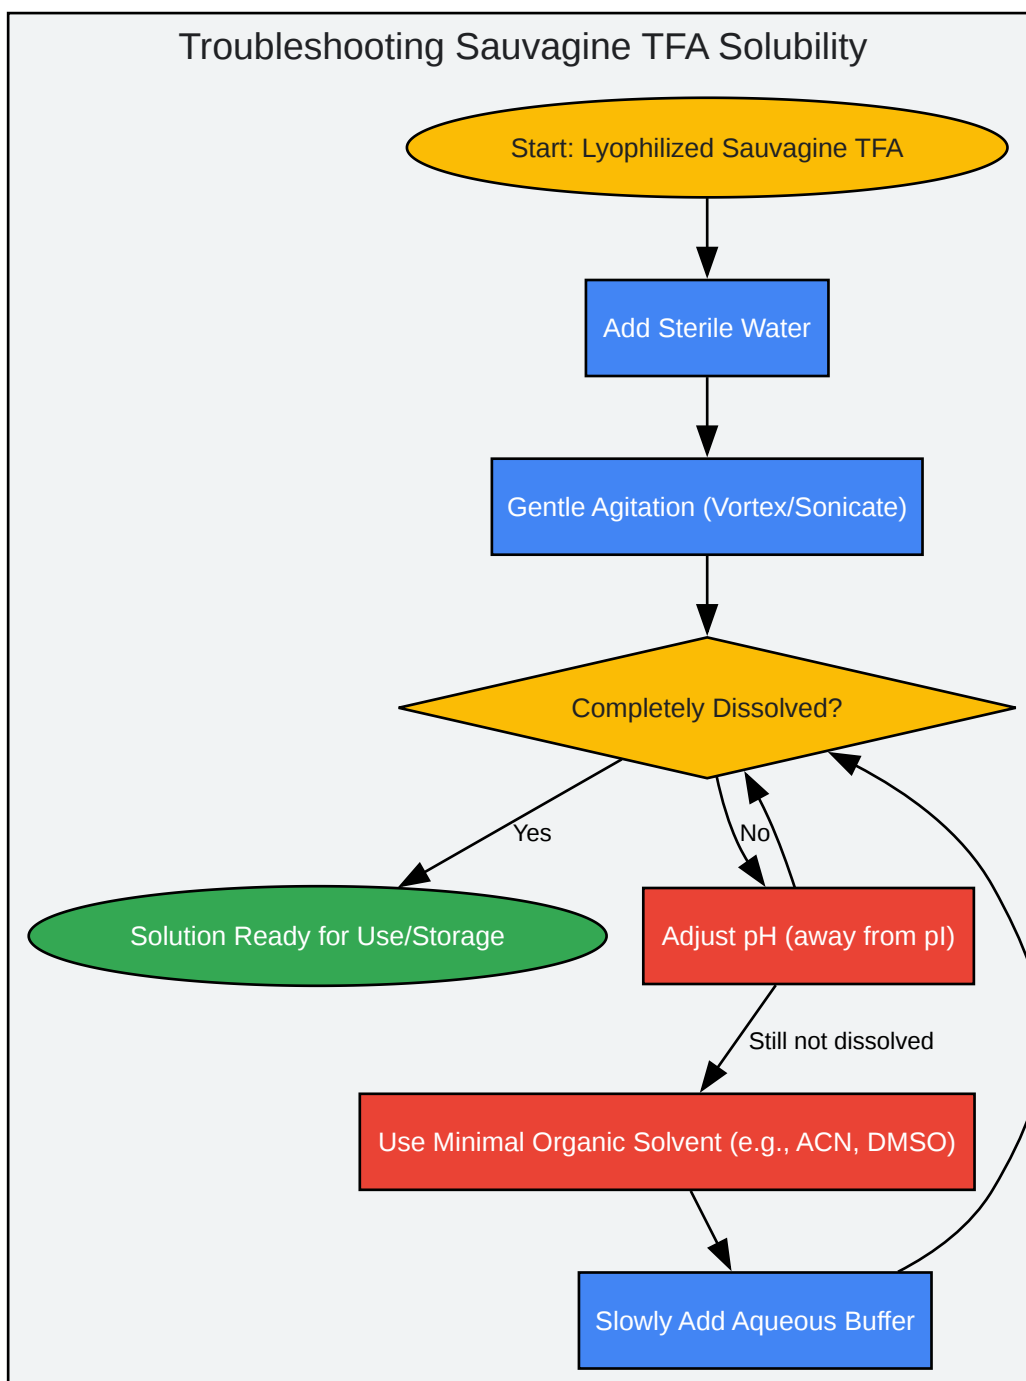 Troubleshooting Sauvagine TFA Solubility
Start: Lyophilized Sauvagine TFA
Add Sterile Water
Gentle Agitation (Vortex/Sonicate)
Completely Dissolved?
Yes
No
Solution Ready for Use/Storage
Adjust pH (away from pI)
Still not dissolved
Use Minimal Organic Solvent (e.g., ACN, DMSO)
Slowly Add Aqueous Buffer